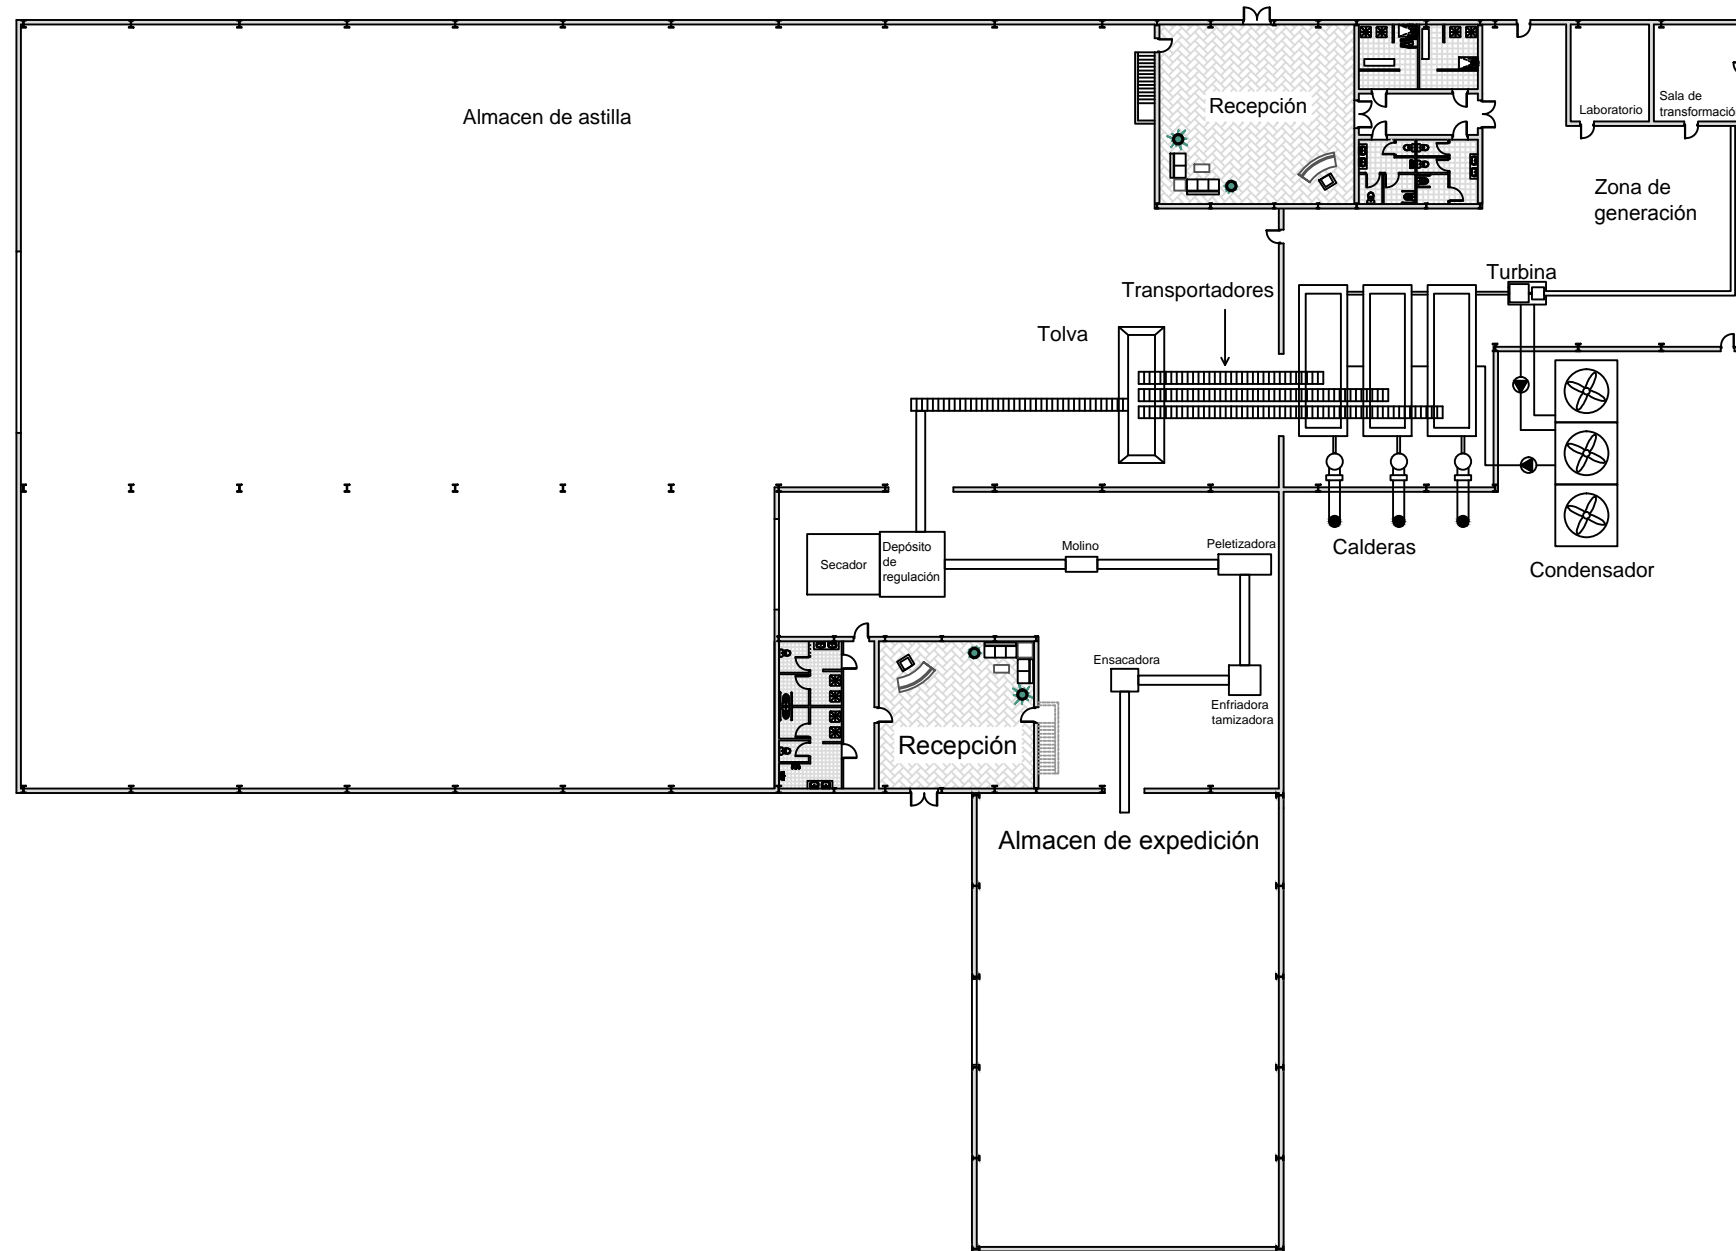 Almacen de astilla
Recepción
Laboratorio
Sala de
transformació
Zona de
generación
Turbina
Transportadores
Tolva
Calderas
Condensador
Secador
Depósito
de
regulación
Molino
Peletizadora
Ensacadora
Enfriadora
tamizadora
Recepción
Almacen de expedición